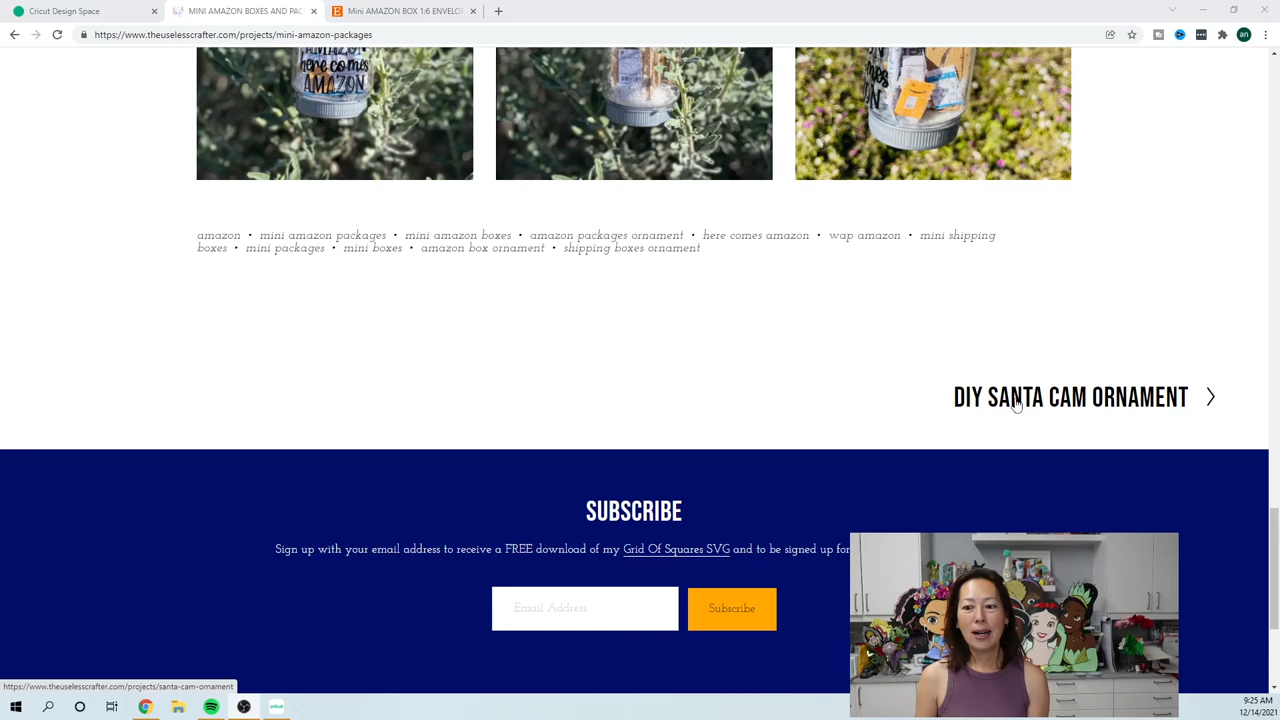 Cricut Design Space
MINI AMAZON BOXES AND PAC
Mini AMAZON BOX 1:6 ENVELOP
https://www.theuselesscrafter.com/projects/mini-amazon-packages
an
here comes
AMAZON
amazon • mini amazon packages • mini amazon boxes • amazon packages ornament • here comes amazon • wap amazon • mini shipping
boxes • mini packages • mini boxes • amazon box ornament • shipping boxes ornament
DIY SANTA CAM ORNAMENT
SUBSCRIBE
Sign up with your email address to receive a FREE download of my Grid Of Squares SVG and to be signed up for
Email Address
Subscribe
https://www.theuselesscrafter.com/projects/santa-cam-ornament
9:25 AM
12/14/2021